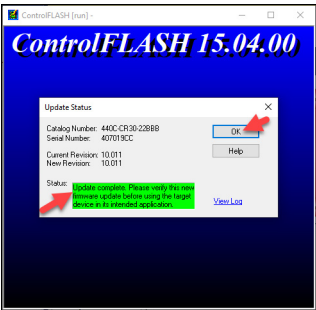 ControlFLASH {run} -
ControlFLASH 15.04.00
Update Status
Catalog Number: 440C-CR30-22BBB
Serial Number: 407019CC
OK
Current Revision: 10.011
New Revision: 10.011
Help
Status:
Update complete. Please verify this new
firmware update before using the target
device in its intended application.
View Log